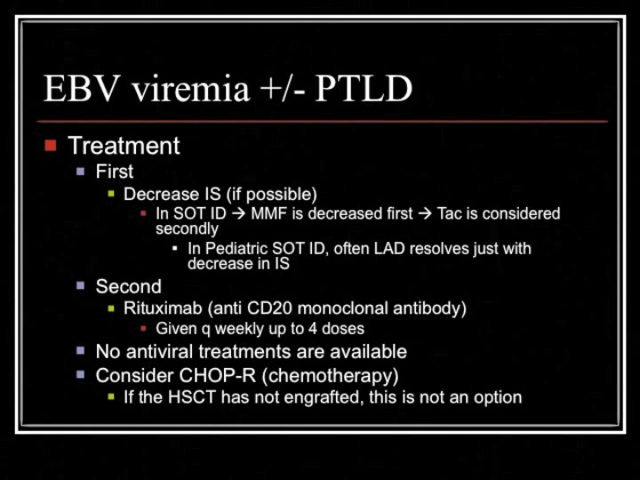 EBV viremia +/- PTLD
Treatment
First
Decrease IS (if possible)
In SOT ID → MMF is decreased first → Tac is considered
secondly
In Pediatric SOT ID, often LAD resolves just with
decrease in IS
Second
Rituximab (anti CD20 monoclonal antibody)
Given q weekly up to 4 doses
No antiviral treatments are available
Consider CHOP-R (chemotherapy)
If the HSCT has not engrafted, this is not an option